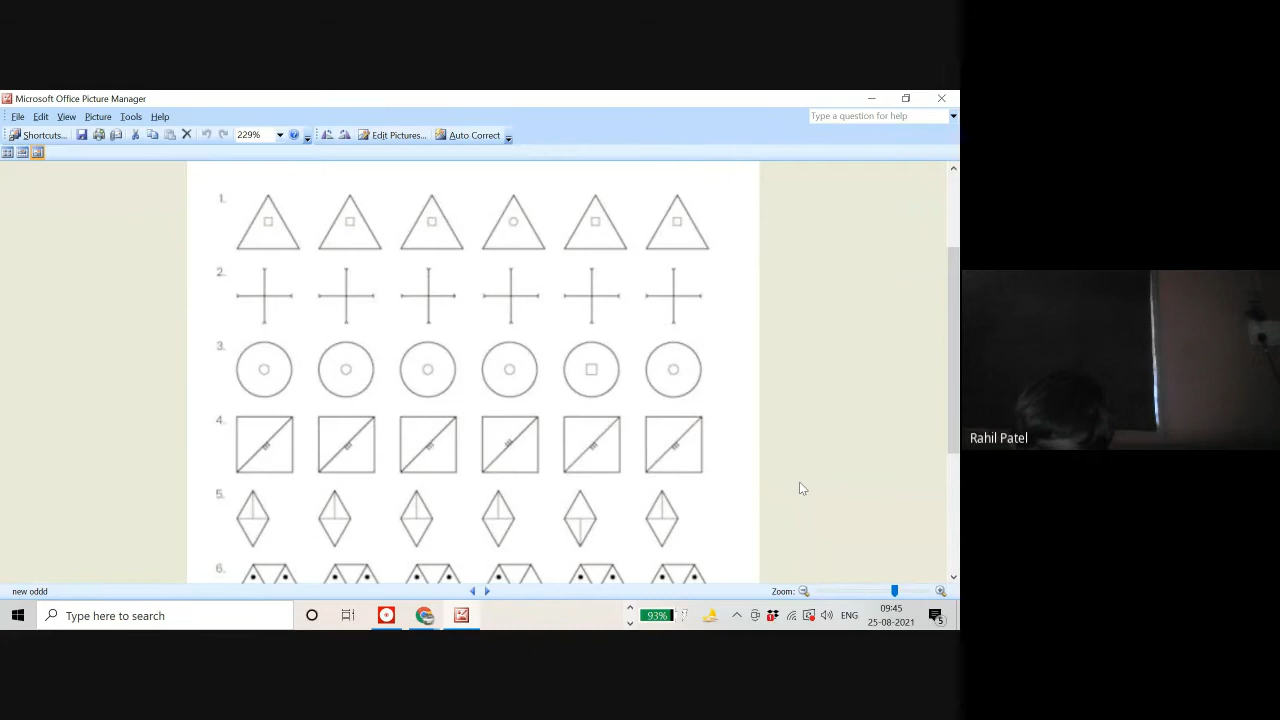 Microsoft Office Picture Manager
File Edit View Picture Tools Help
Type a question for help
Shortcuts... 229% Edit Pictures... Auto Correct
1.
2.
3.
4.
5.
6.
Rahil Patel
new oddd
Zoom:
Type here to search
93%
ENG
09:45
25-08-2021
5